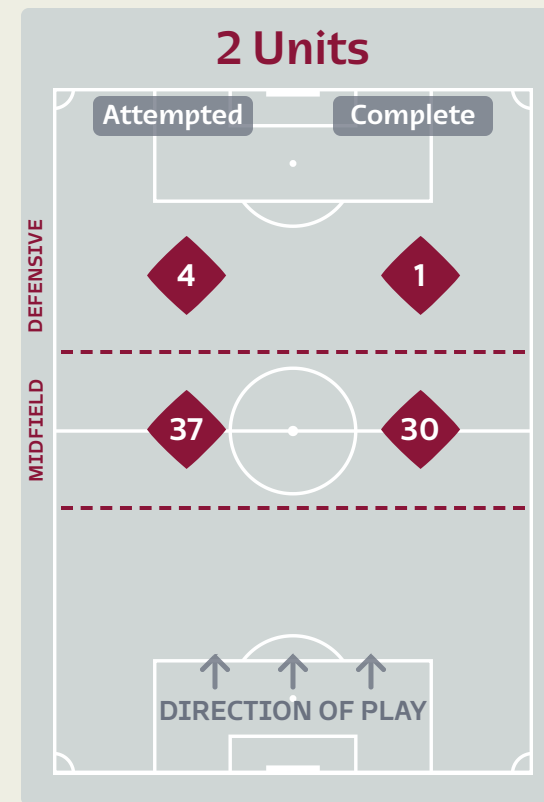 2 Units
Attempted
Complete
DEFENSIVE
4
1
MIDFIELD
37
30
DIRECTION OF PLAY